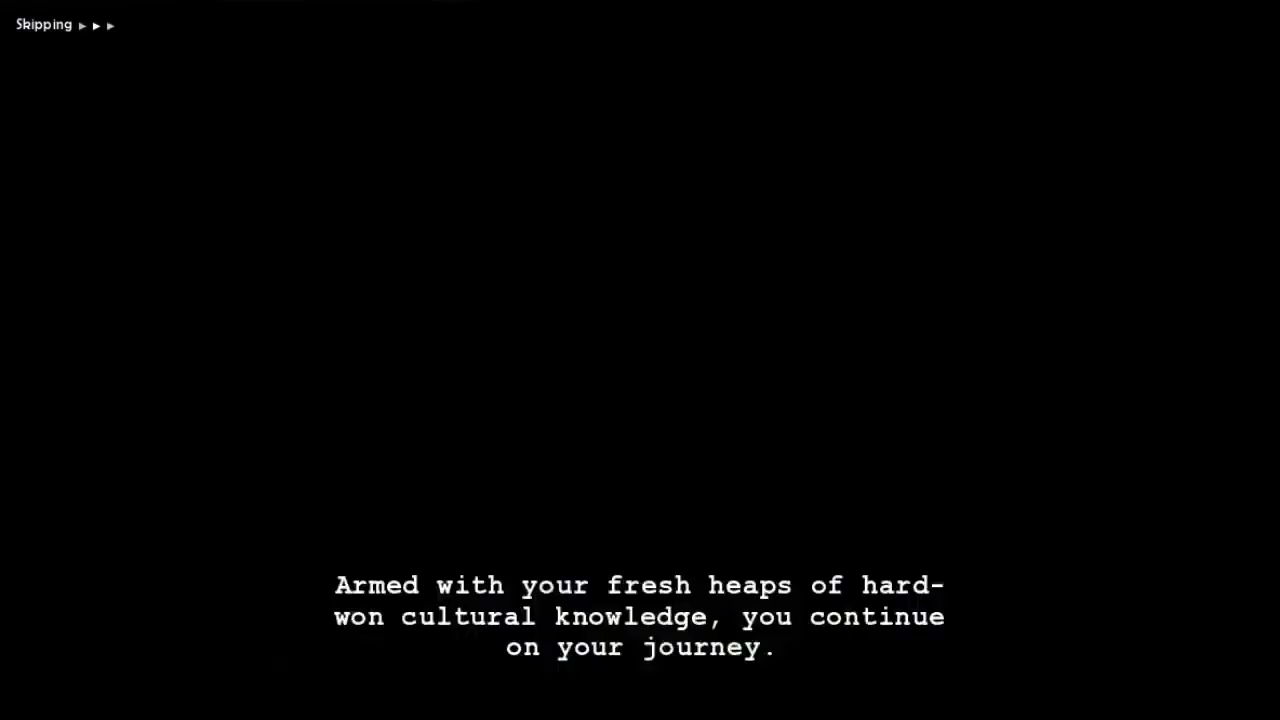 Skipping ▸ ▸ ▸
Armed with your fresh heaps of hard-
won cultural knowledge, you continue
on your journey.